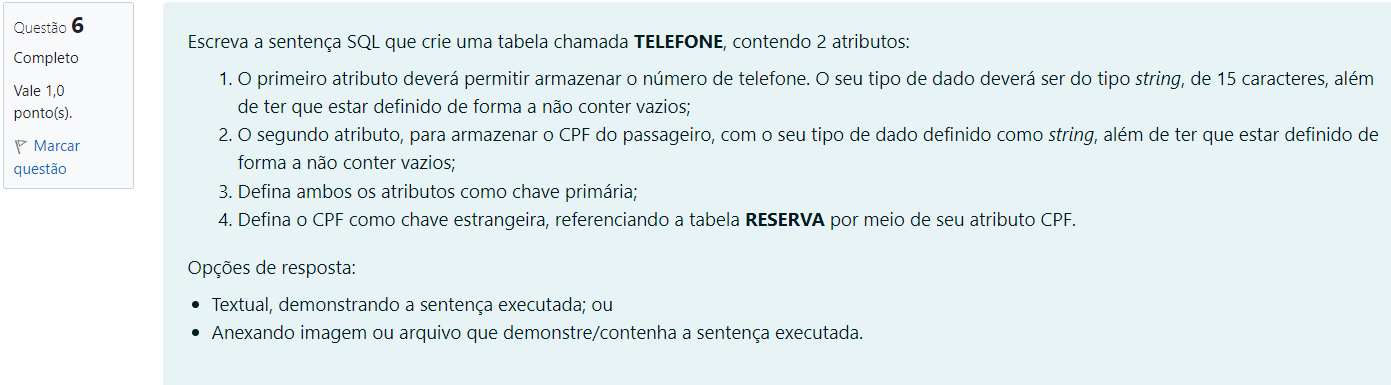 Questão 6
Completo
Vale 1,0
ponto(s).
Marcar
questão
Escreva a sentença SQL que crie uma tabela chamada TELEFONE, contendo 2 atributos:
1. O primeiro atributo deverá permitir armazenar o número de telefone. O seu tipo de dado deverá ser do tipo string, de 15 caracteres, além
de ter que estar definido de forma a não conter vazios;
2. O segundo atributo, para armazenar o CPF do passageiro, com o seu tipo de dado definido como string, além de ter que estar definido de
forma a não conter vazios;
3. Defina ambos os atributos como chave primária;
4. Defina o CPF como chave estrangeira, referenciando a tabela RESERVA por meio de seu atributo CPF.
Opções de resposta:
• Textual, demonstrando a sentença executada; ou
• Anexando imagem ou arquivo que demonstre/contenha a sentença executada.